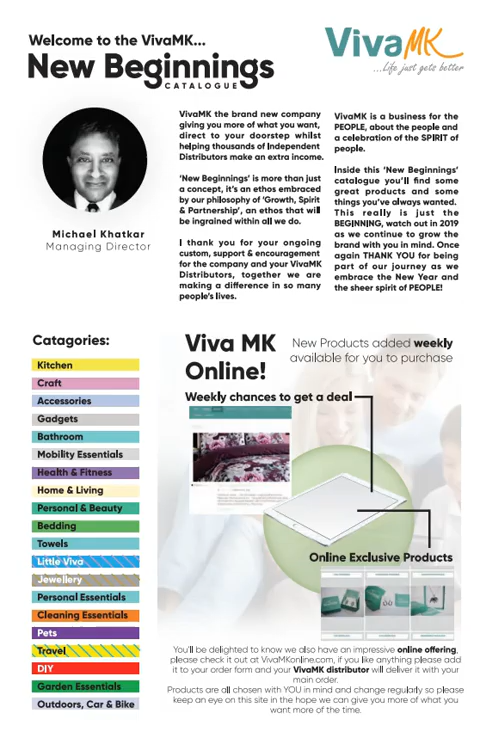 Welcome to the VivaMK...
New Beginnings
CATALOGUE
VivaMK
...Life just gets better
Michael Khatkar
Managing Director
VivaMK the brand new company
giving you more of what you want,
direct to your doorstep whilst
helping thousands of Independent
Distributors make an extra income.
'New Beginnings' is more than just
a concept, it's an ethos embraced
by our philosophy of 'Growth, Spirit
& Partnership', an ethos that will
be ingrained within all we do.
I thank you for your ongoing
custom, support & encouragement
for the company and your VivaMK
Distributors, together we are
making a difference in so many
people's lives.
VivaMK is a business for the
PEOPLE, about the people and
a celebration of the SPIRIT of
people.
Inside this 'New Beginnings'
catalogue you'll find some
great products and some
things you've always wanted.
This really is just the
BEGINNING, watch out in 2019
as we continue to grow the
brand with you in mind. Once
again THANK YOU for being
part of our journey as we
embrace the New Year and
the sheer spirit of PEOPLE!
Catagories:
Kitchen
Craft
Accessories
Gadgets
Bathroom
Mobility Essentials
Health & Fitness
Home & Living
Personal & Beauty
Bedding
Towels
Little Viva
Jewellery
Personal Essentials
Cleaning Essentials
Pets
Travel
DIY
Garden Essentials
Outdoors, Car & Bike
Viva MK
Online!
New Products added weekly
available for you to purchase
Weekly chances to get a deal
Online Exclusive Products
You'll be delighted to know we also have an impressive online offering,
please check it out at VivaMKonline.com, if you like anything please add
it to your order form and your VivaMK distributor will deliver it with your
main order.
Products are all chosen with YOU in mind and change regularly so please
keep an eye on this site in the hope we can give you more of what you
want more of the time.